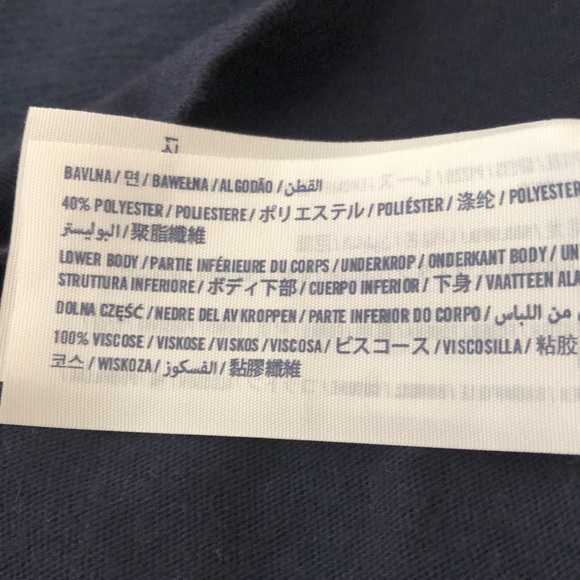 BAVLNA / 면 / BAWEŁNA / ALGODÃO / القطن
40% POLYESTER / POLIESTERE / ポリエステル / POLIÉSTER / 涤纶 / POLYESTER
البوليستر / 聚脂纖維
LOWER BODY / PARTIE INFÉRIEURE DU CORPS / UNDERKROP / ONDERKANT BODY / UN
STRUTTURA INFERIORE / ボディ下部 / CUERPO INFERIOR / 下身 / VAATTEEN ALA
DOLNA CZĘŚĆ / NEDRE DEL AV KROPPEN / PARTE INFERIOR DO CORPO / من اللباس
100% VISCOSE / VISKOSE / VISKOS / VISCOSA / ビスコース / VISCOSILLA / 粘胶
코스 / WISKOZA / الفسكوز / 黏膠纖維